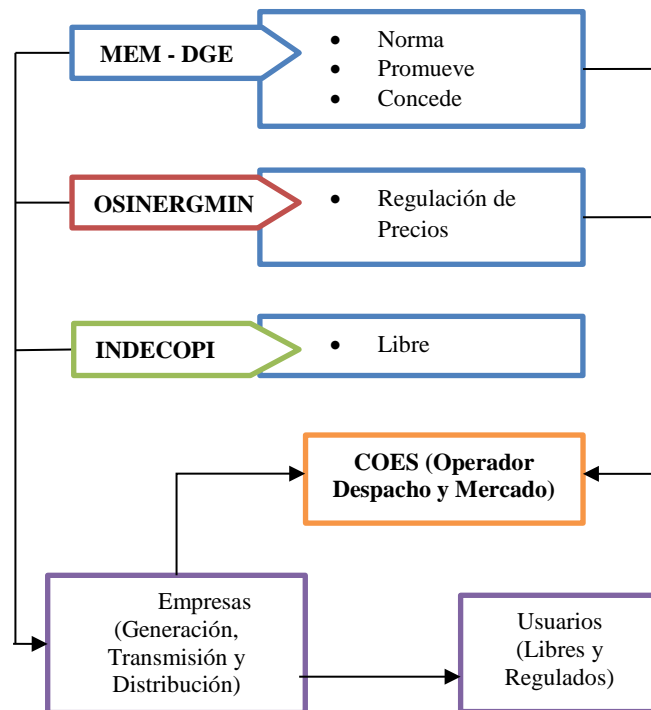 MEM - DGE
• Norma
• Promueve
• Concede
OSINERGMIN
• Regulación de
Precios
INDECOPI
• Libre
COES (Operador
Despacho y Mercado)
Empresas
(Generación,
Transmisión y
Distribución)
Usuarios
(Libres y
Regulados)